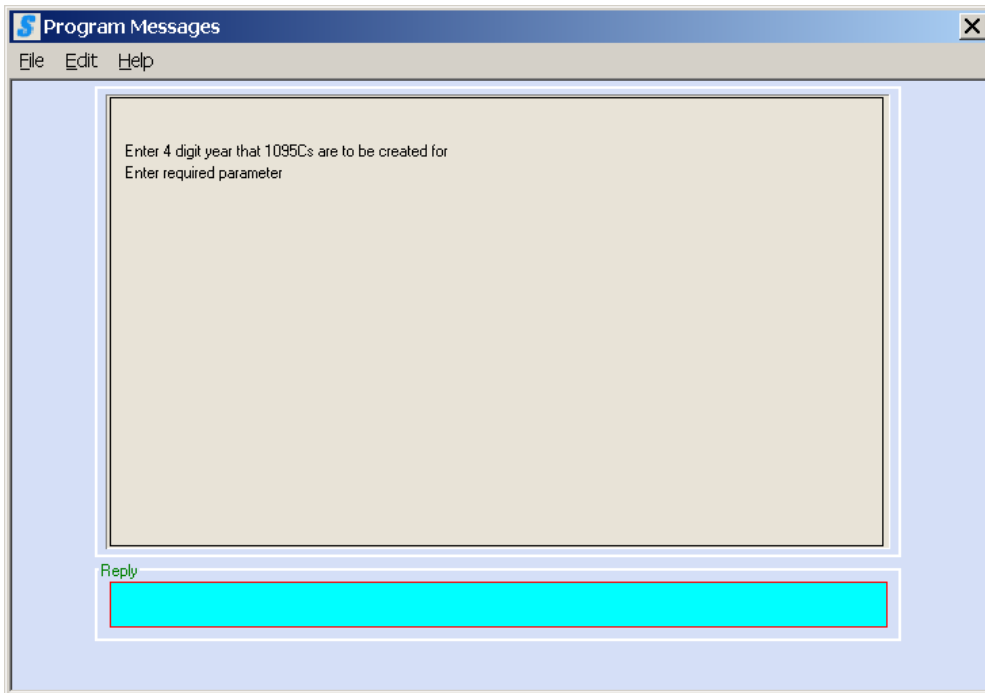 Program Messages
File Edit Help
Enter 4 digit year that 1095Cs are to be created for
Enter required parameter
Reply